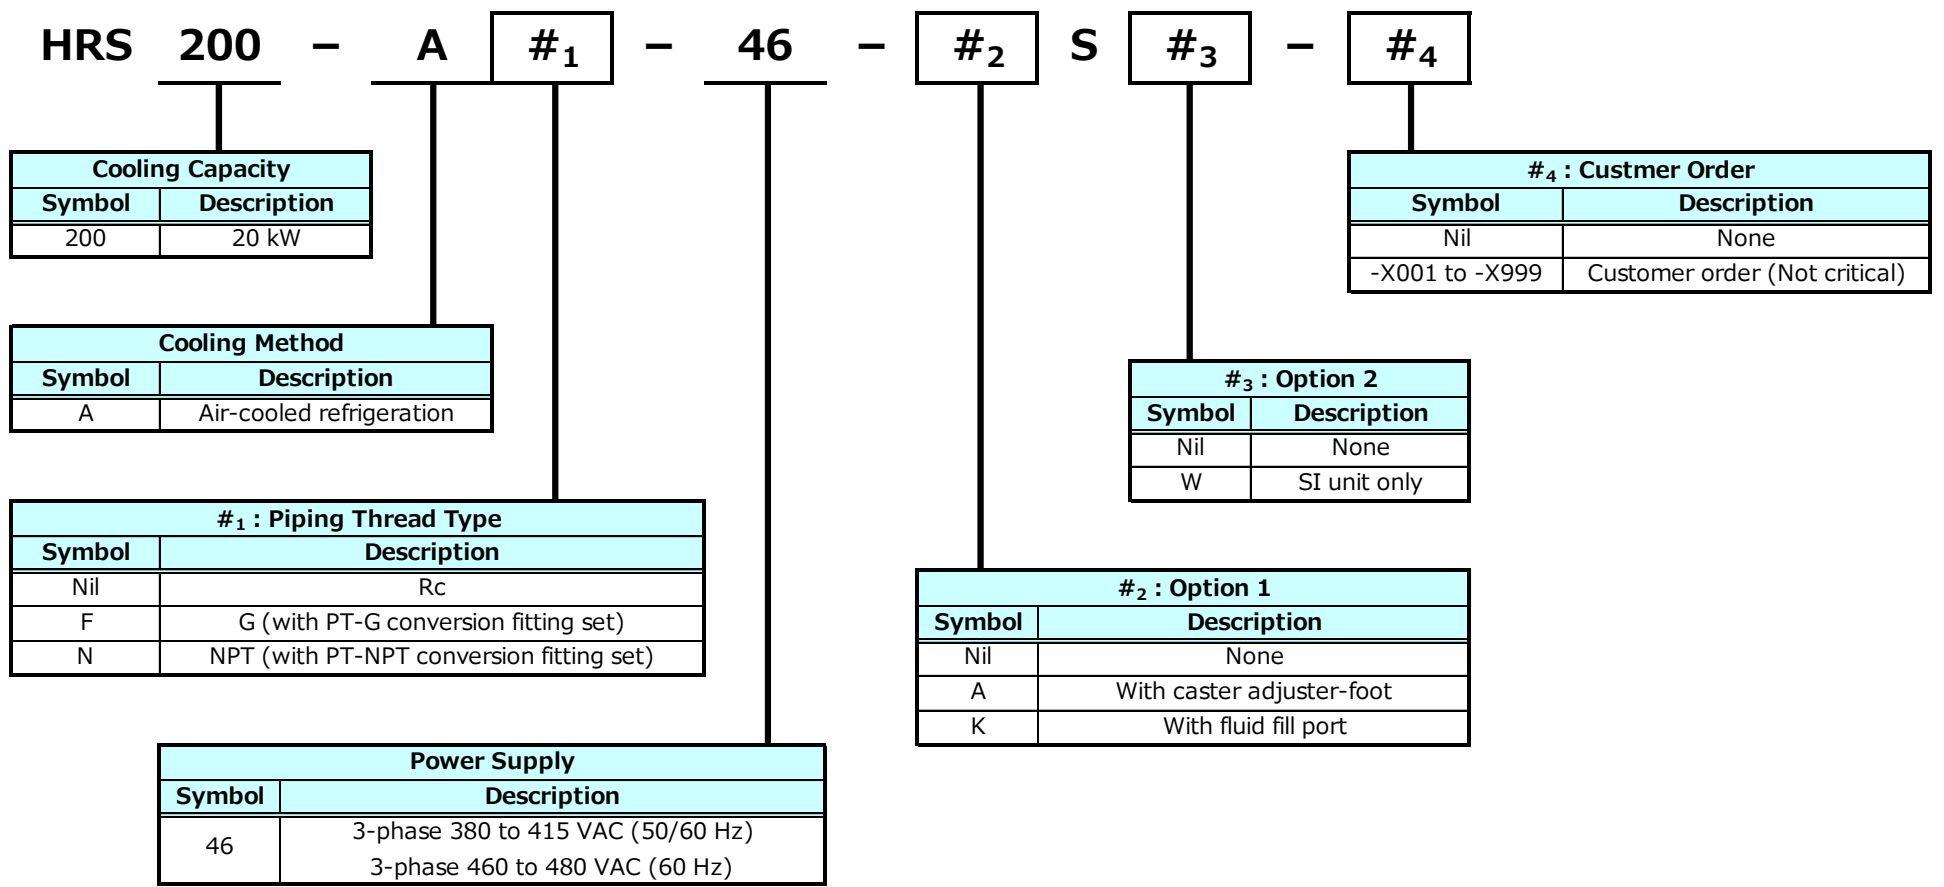 HRS 200 – A #1 – 46 – #2 S #3 – #4
Cooling Capacity
Symbol Description
200 20 kW
#4 : Custmer Order
Symbol Description
Nil None
-X001 to -X999 Customer order (Not critical)
Cooling Method
Symbol Description
A Air-cooled refrigeration
#3 : Option 2
Symbol Description
Nil None
W SI unit only
#1 : Piping Thread Type
Symbol Description
Nil Rc
F G (with PT-G conversion fitting set)
N NPT (with PT-NPT conversion fitting set)
#2 : Option 1
Symbol Description
Nil None
A With caster adjuster-foot
K With fluid fill port
Power Supply
Symbol Description
46 3-phase 380 to 415 VAC (50/60 Hz)
3-phase 460 to 480 VAC (60 Hz)